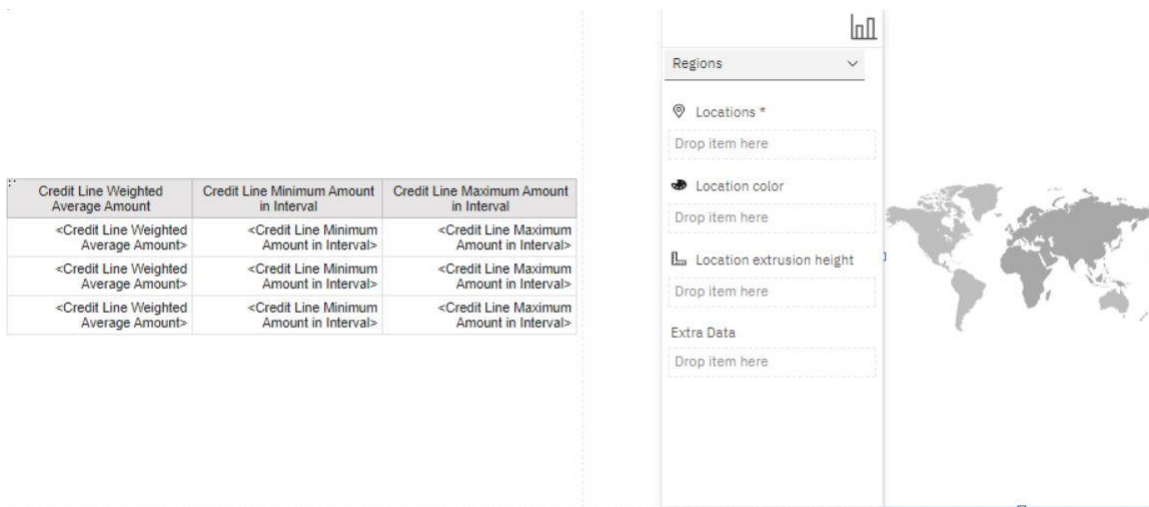 Credit Line Weighted
Average Amount
Credit Line Minimum Amount
in Interval
Credit Line Maximum Amount
in Interval
<Credit Line Weighted
Average Amount>
<Credit Line Minimum
Amount in Interval>
<Credit Line Maximum
Amount in Interval>
<Credit Line Weighted
Average Amount>
<Credit Line Minimum
Amount in Interval>
<Credit Line Maximum
Amount in Interval>
<Credit Line Weighted
Average Amount>
<Credit Line Minimum
Amount in Interval>
<Credit Line Maximum
Amount in Interval>
Regions
Locations *
Drop item here
Location color
Drop item here
Location extrusion height
Drop item here
Extra Data
Drop item here